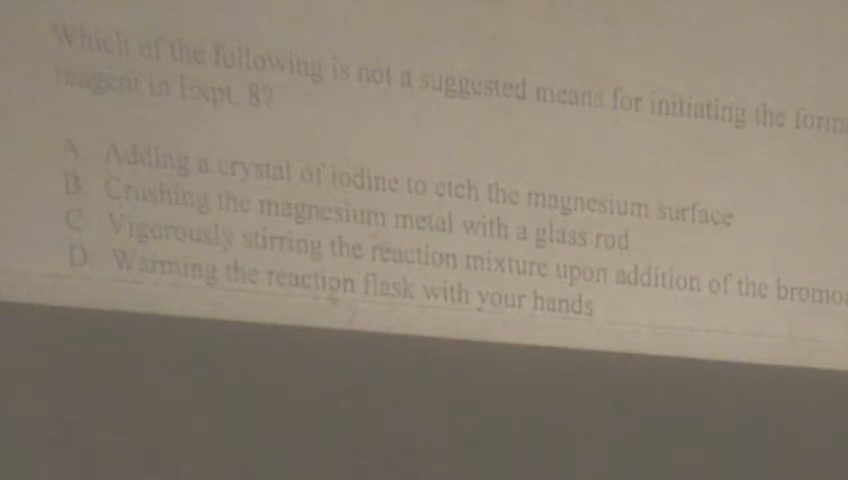 Which of the following is not a suggested means for initiating the
reagent in Expt. 8?
A. Adding a crystal of iodine to etch the magnesium surface
B. Crushing the magnesium metal with a glass rod
C. Vigorously stirring the reaction mixture upon addition of the
D. Warming the reaction flask with your hands